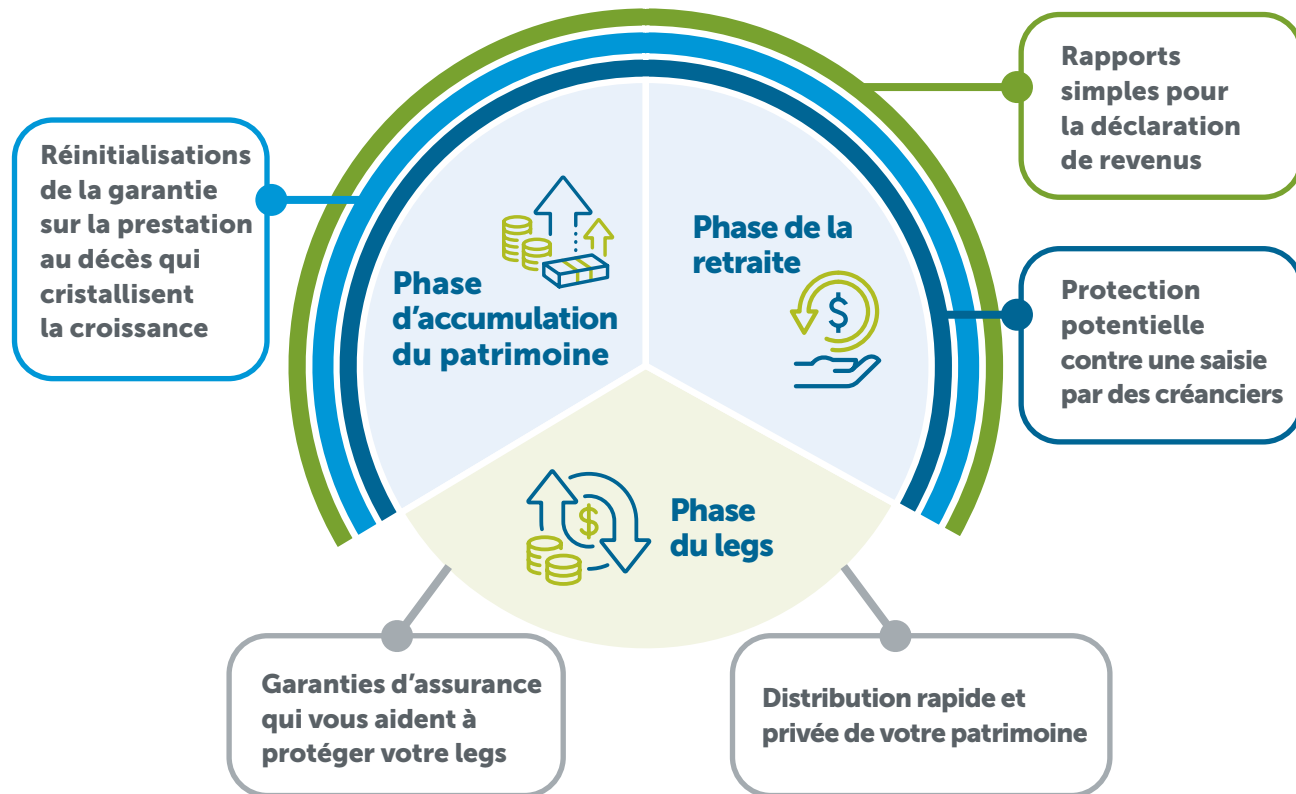 Rapports
simples pour
la déclaration
de revenus
Réinitialisations
de la garantie
sur la prestation
au décès qui
cristallisent
la croissance
Phase
d’accumulation
du patrimoine
Phase de la
retraite
$
Protection
potentielle
contre une saisie
par des créanciers
$
Phase
du legs
Garanties d’assurance
qui vous aident à
protéger votre legs
Distribution rapide et
privée de votre patrimoine